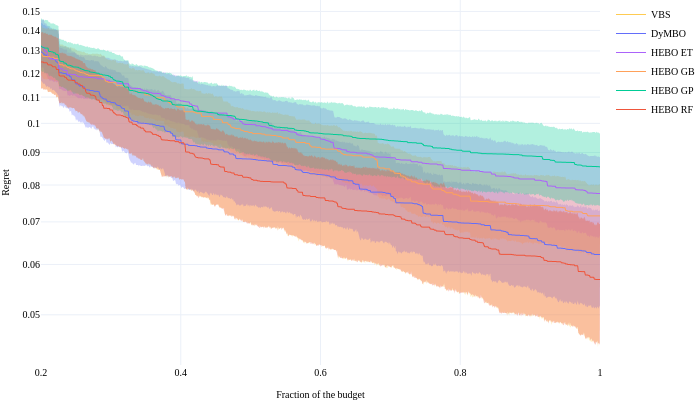 0.15
0.14
0.13
0.12
0.11
0.1
0.09
0.08
0.07
0.06
0.05
Regret
0.2
0.4
0.6
0.8
1
Fraction of the budget
VBS
DyMBO
HEBO ET
HEBO GB
HEBO GP
HEBO RF